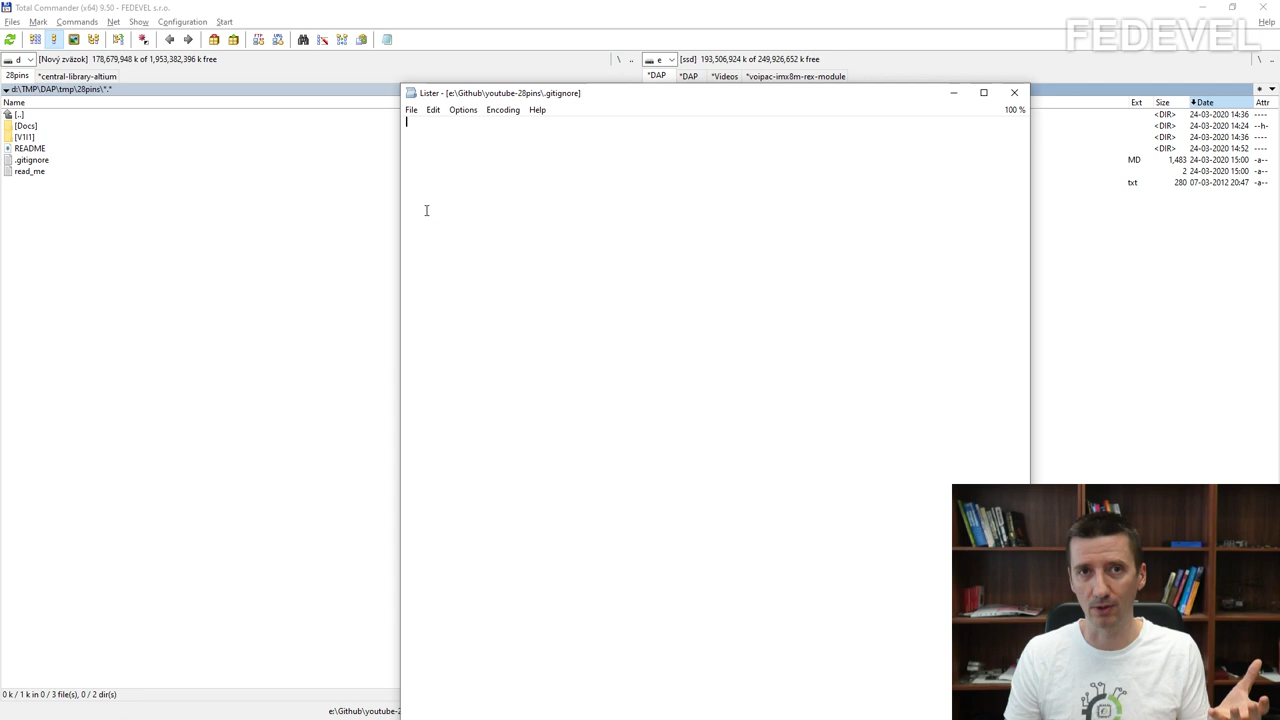 Total Commander (x64) 9.50 - FEDEVEL s.r.o.
Files Mark Commands Net Show Configuration Start Help
FEDEVEL
d [Nový zväzok] 178,679,948 k of 1,953,382,396 k free \ .. e [ssd] 193,506,924 k of 249,926,652 k free \ ..
28pins *central-library-altium *DAP *DAP *Videos *voipac-imx8m-rex-module
d:\TMP\DAP\tmp\28pins\*.* * 
Lister - [e:\Github\youtube-28pins\.gitignore]
Name Ext Size Date Attr
File Edit Options Encoding Help 100 %
[..] <DIR> 24-03-2020 14:36 ----
[Docs] <DIR> 24-03-2020 14:24 --h-
[V1I1] <DIR> 24-03-2020 14:36 ----
README <DIR> 24-03-2020 14:52 ----
.gitignore MD 1,483 24-03-2020 15:00 -a--
read_me 2 24-03-2020 15:00 -a--
txt 280 07-03-2012 20:47 -a--
0 k / 1 k in 0 / 3 file(s), 0 / 2 dir(s)
e:\Github\youtube-2